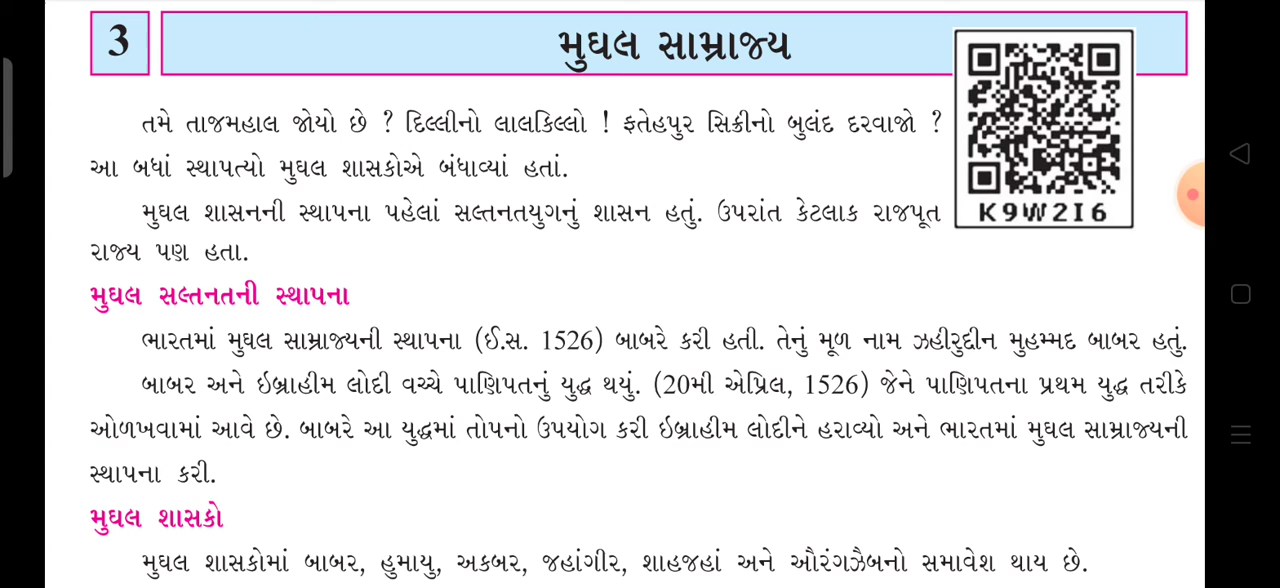 3
મુઘલ સામ્રાજ્ય
તમે તાજમહાલ જોયો છે ? દિલ્લીનો લાલકિલ્લો ! ફતેહપુર સિક્રીનો બુલંદ દરવાજો ?
આ બધાં સ્થાપત્યો મુઘલ શાસકોએ બંધાવ્યાં હતાં.
મુઘલ શાસનની સ્થાપના પહેલાં સલ્તનતયુગનું શાસન હતું. ઉપરાંત કેટલાક રાજપૂત
રાજ્ય પણ હતા.
K9W2I6
મુઘલ સલ્તનતની સ્થાપના
ભારતમાં મુઘલ સામ્રાજ્યની સ્થાપના (ઈ.સ. 1526) બાબરે કરી હતી. તેનું મૂળ નામ ઝહીરુદ્દીન મુહમ્મદ બાબર હતું.
બાબર અને ઇબ્રાહીમ લોદી વચ્ચે પાણિપતનું યુદ્ધ થયું. (20મી એપ્રિલ, 1526) જેને પાણિપતના પ્રથમ યુદ્ધ તરીકે
ઓળખવામાં આવે છે. બાબરે આ યુદ્ધમાં તોપનો ઉપયોગ કરી ઇબ્રાહીમ લોદીને હરાવ્યો અને ભારતમાં મુઘલ સામ્રાજ્યની
સ્થાપના કરી.
મુઘલ શાસકો
મુઘલ શાસકોમાં બાબર, હુમાયુ, અકબર, જહાંગીર, શાહજહાં અને ઔરંગઝેબનો સમાવેશ થાય છે.